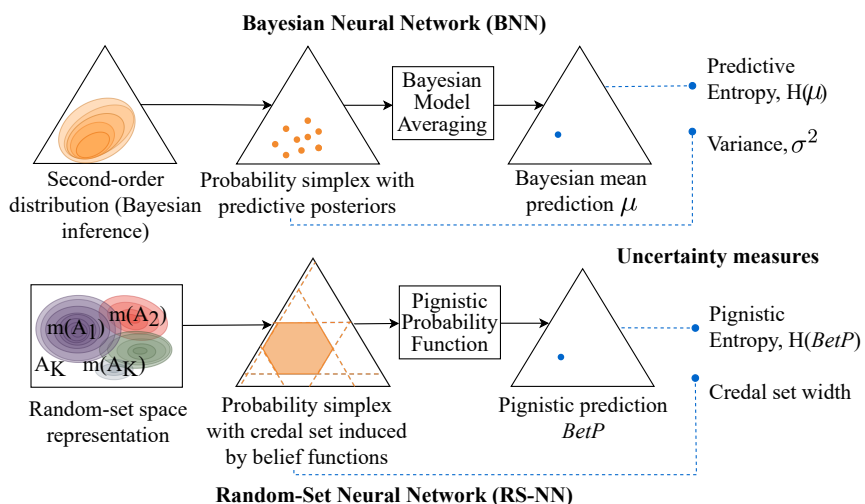 Bayesian Neural Network (BNN)
Bayesian
Model
Averaging
Predictive
Entropy, H(μ)
Variance, σ²
Second-order
distribution (Bayesian
inference)
Probability simplex with
predictive posteriors
Bayesian mean
prediction μ
Uncertainty measures
m(A₁)
m(A₂)
A_K
m(A_K)
Pignistic
Probability
Function
Pignistic
Entropy, H(BetP)
Credal set width
Random-set space
representation
Probability simplex
with credal set induced
by belief functions
Pignistic prediction
BetP
Random-Set Neural Network (RS-NN)